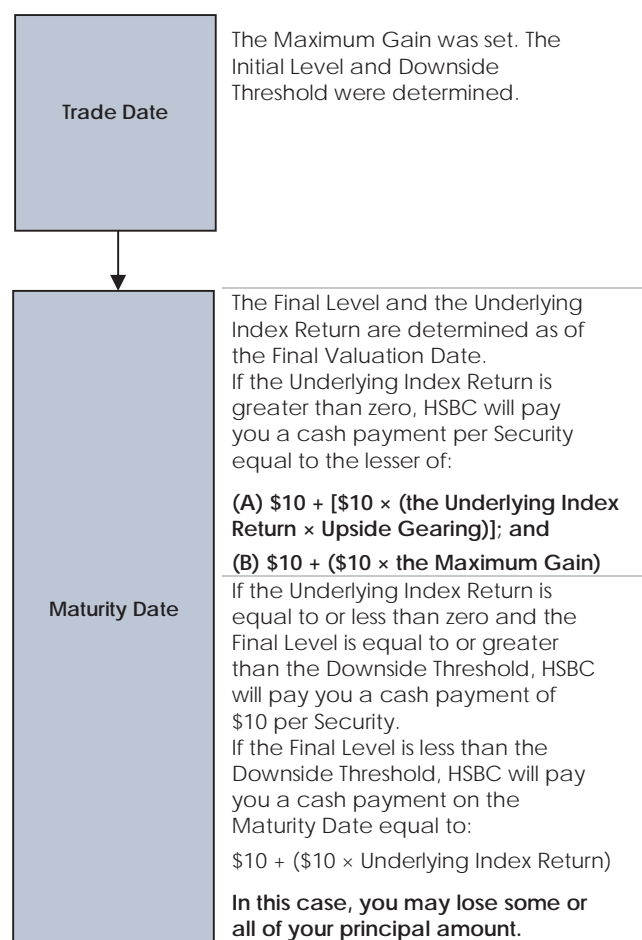 Trade Date
The Maximum Gain was set. The
Initial Level and Downside
Threshold were determined.
Maturity Date
The Final Level and the Underlying
Index Return are determined as of
the Final Valuation Date.
If the Underlying Index Return is
greater than zero, HSBC will pay
you a cash payment per Security
equal to the lesser of:
(A) $10 + [$10 × (the Underlying Index
Return × Upside Gearing)]; and
(B) $10 + ($10 × the Maximum Gain)
If the Underlying Index Return is
equal to or less than zero and the
Final Level is equal to or greater
than the Downside Threshold, HSBC
will pay you a cash payment of
$10 per Security.
If the Final Level is less than the
Downside Threshold, HSBC will pay
you a cash payment on the
Maturity Date equal to:
$10 + ($10 × Underlying Index Return)
In this case, you may lose some or
all of your principal amount.